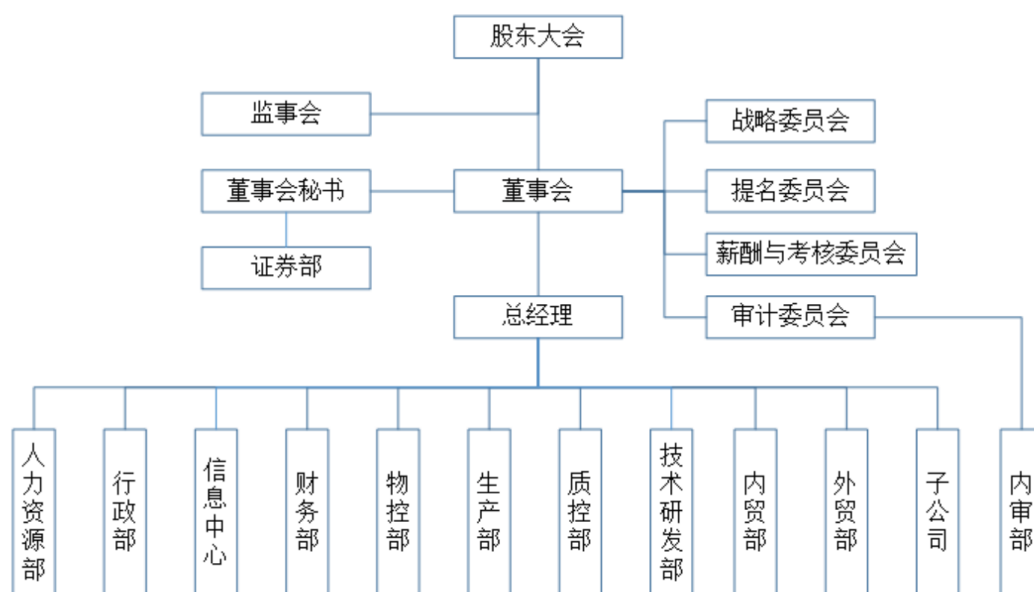 股东大会
监事会
战略委员会
董事会秘书
董事会
提名委员会
证券部
薪酬与考核委员会
总经理
审计委员会
人力资源部
行政部
信息中心
财务部
物控部
生产部
质控部
技术研发部
内贸部
外贸部
子公司
内审部